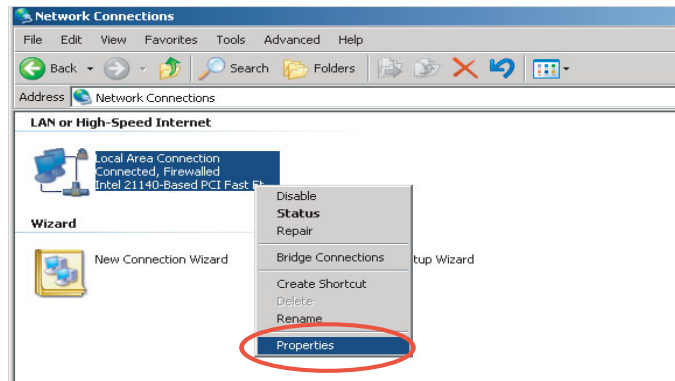 Network Connections
File Edit View Favorites Tools Advanced Help
Back Search Folders
Address Network Connections
LAN or High-Speed Internet
Local Area Connection
Connected, Firewalled
Intel 21140-Based PCI Fast Et...
Disable
Status
Repair
Wizard
New Connection Wizard
Bridge Connections
tup Wizard
Create Shortcut
Delete
Rename
Properties